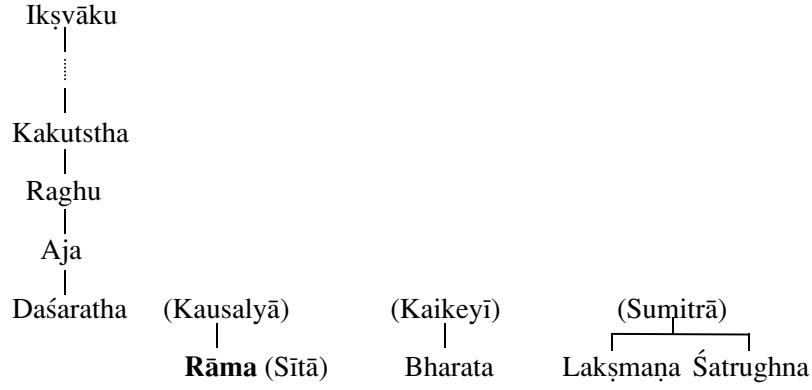 Ikṣvāku
Kakutstha
Raghu
Aja
Daśaratha (Kausalyā) (Kaikeyī) (Sumitrā)
Rāma (Sītā) Bharata Lakṣmaṇa Śatrughna